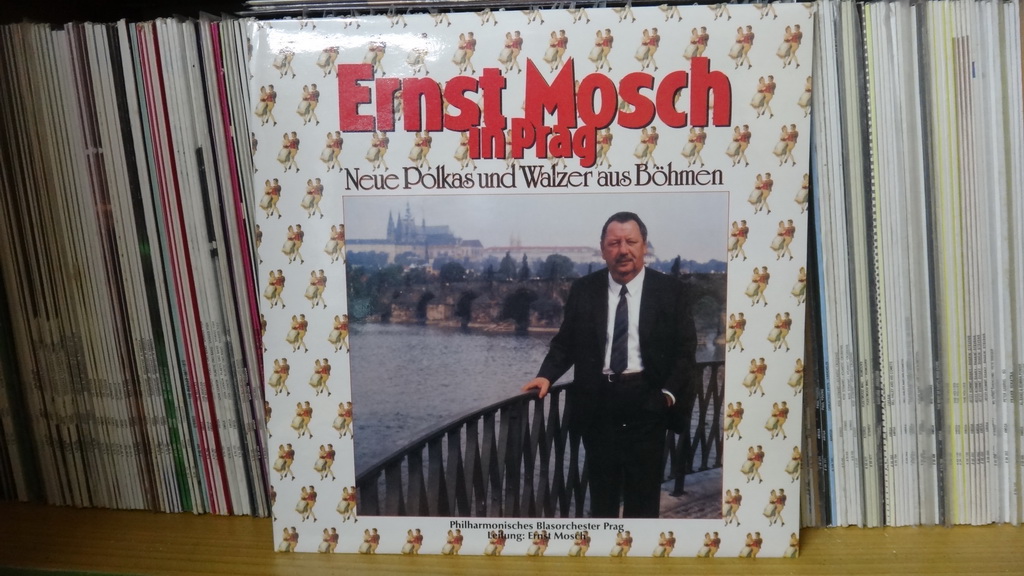 Ernst Mosch
in Prag
Neue Polkas und Walzer aus Böhmen
Philharmonisches Blasorchester Prag
Leitung: Ernst Mosch